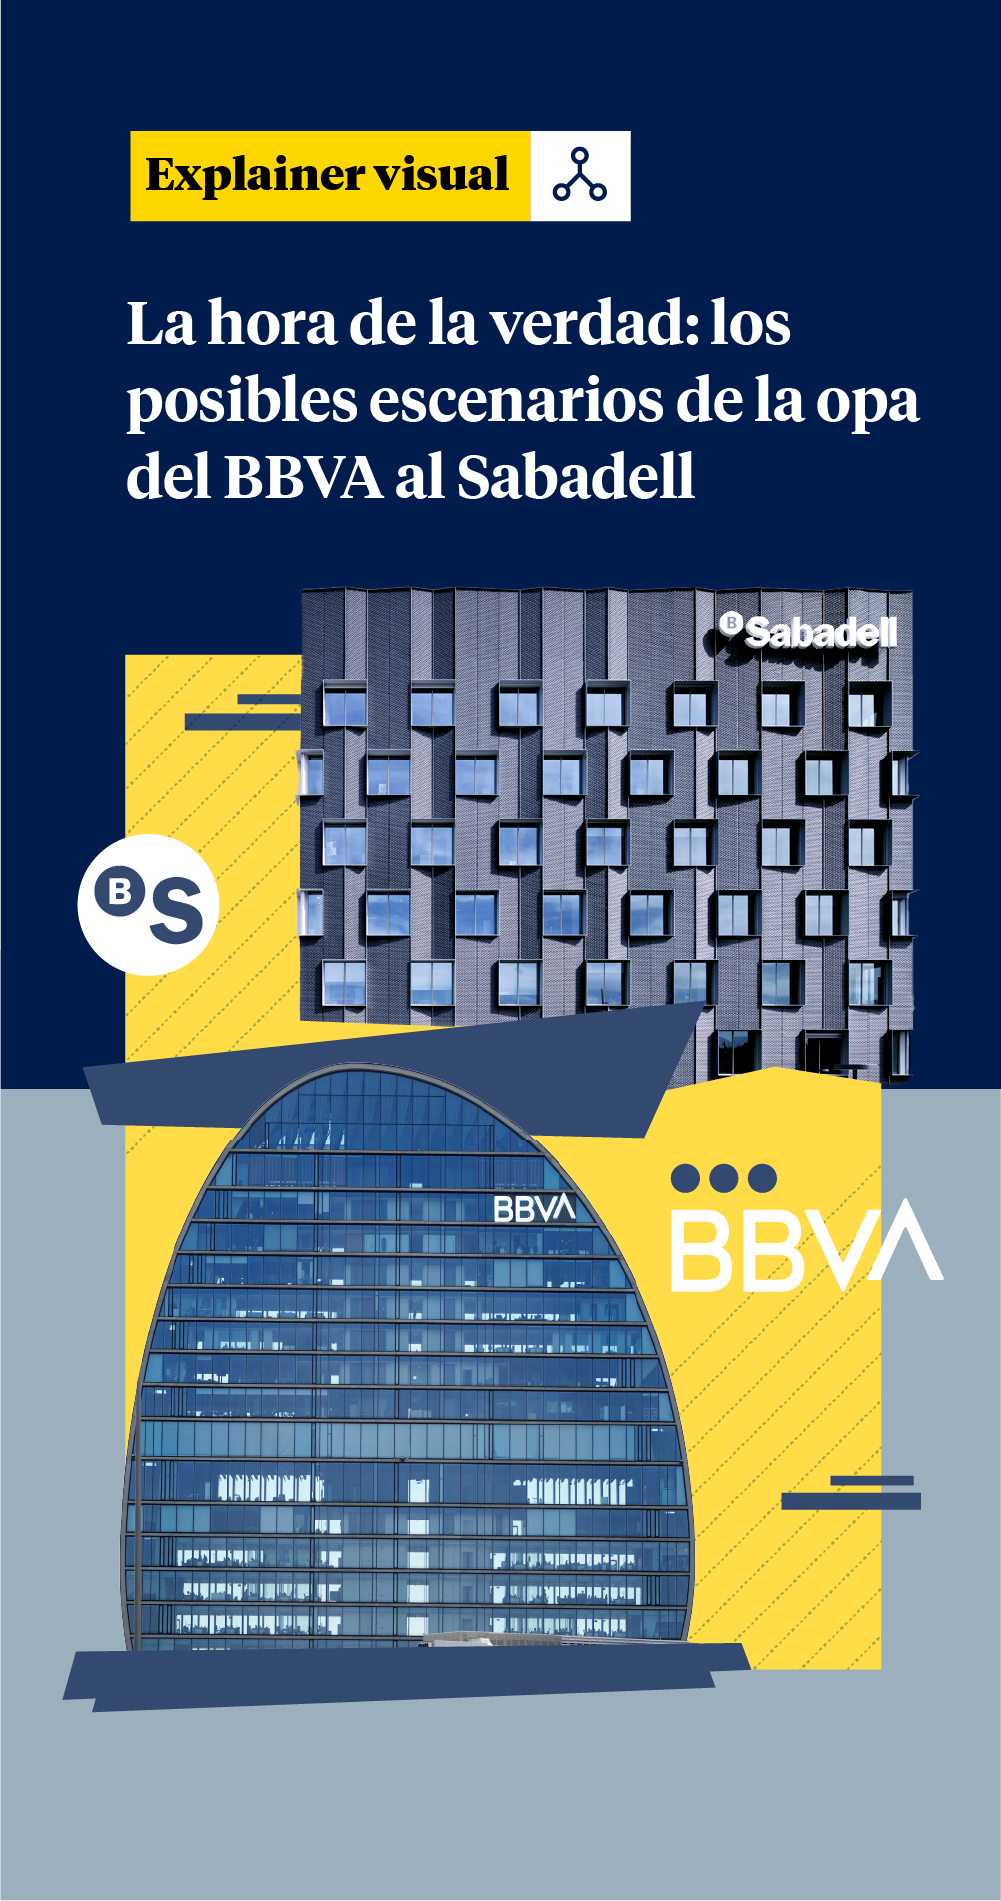 Explainer visual
La hora de la verdad: los
posibles escenarios de la opa
del BBVA al Sabadell
B Sabadell
B S
BBVA
BBVA